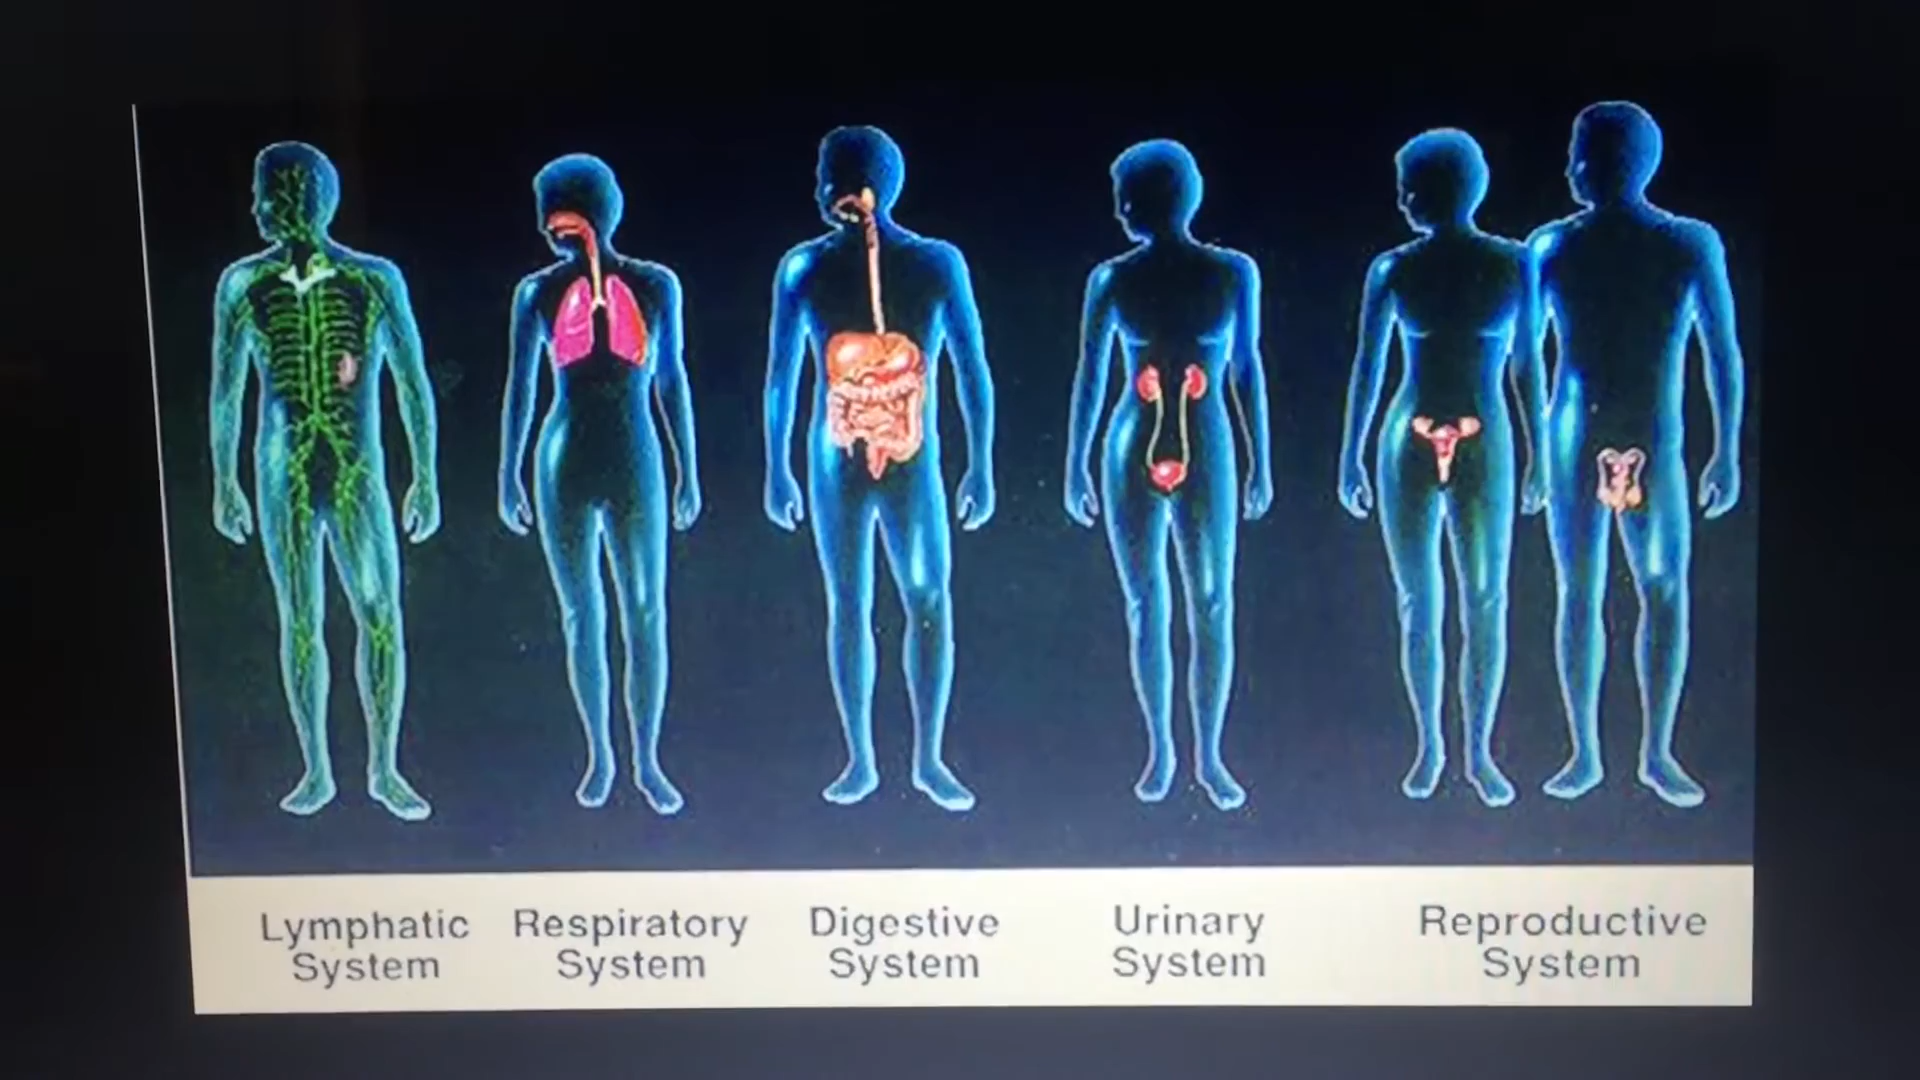 Lymphatic
System
Respiratory
System
Digestive
System
Urinary
System
Reproductive
System